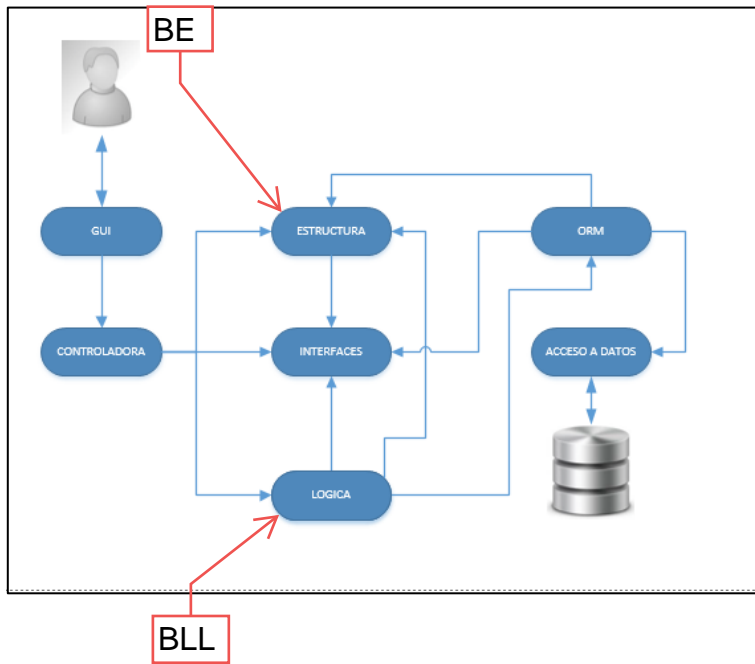 BE
GUI
ESTRUCTURA
ORM
CONTROLADORA
INTERFACES
ACCESO A DATOS
LOGICA
BLL